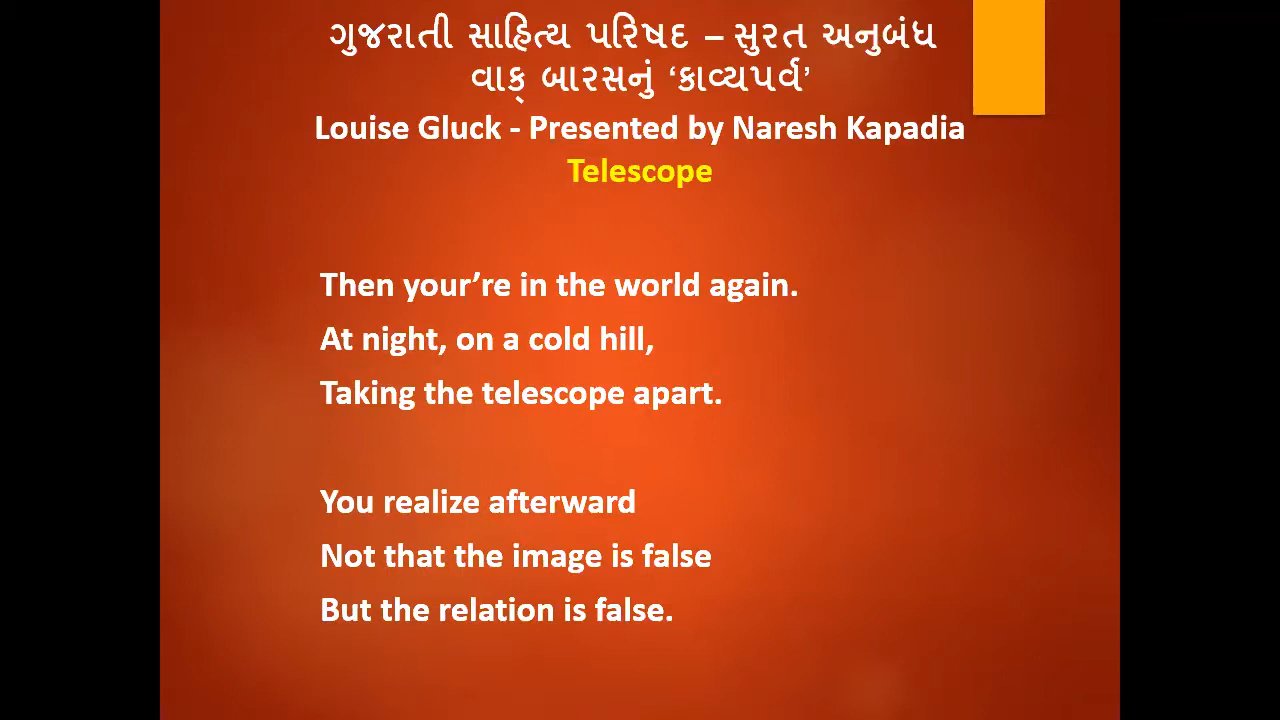 ગુજરાતી સાહિત્ય પરિષદ – સુરત અનુબંધ
વાક્ બારસનું ‘કાવ્યપર્વ’
Louise Gluck - Presented by Naresh Kapadia
Telescope
Then your’re in the world again.
At night, on a cold hill,
Taking the telescope apart.
You realize afterward
Not that the image is false
But the relation is false.